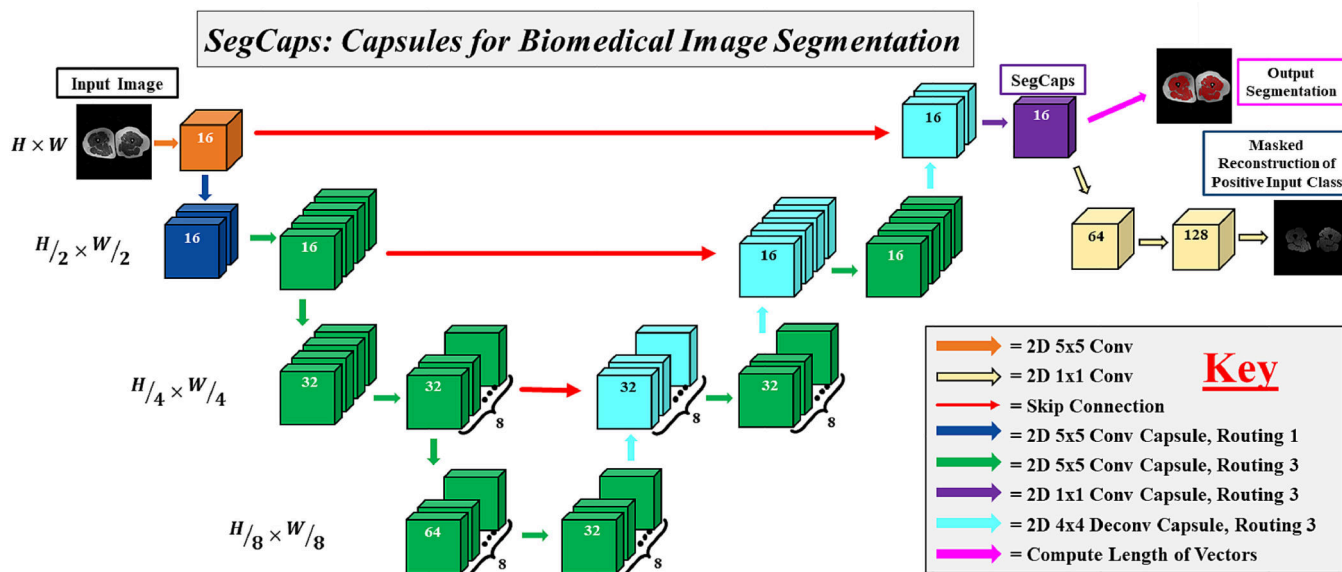 SegCaps: Capsules for Biomedical Image Segmentation
Input Image
SegCaps
Output
Segmentation
H × W
16
16
16
Masked
Reconstruction of
Positive Input Class
H/2 × W/2
16
16
16
16
64
128
H/4 × W/4
32
32
8
32
8
32
8
H/8 × W/8
64
8
32
8
Key
= 2D 5x5 Conv
= 2D 1x1 Conv
= Skip Connection
= 2D 5x5 Conv Capsule, Routing 1
= 2D 5x5 Conv Capsule, Routing 3
= 2D 1x1 Conv Capsule, Routing 3
= 2D 4x4 Deconv Capsule, Routing 3
= Compute Length of Vectors